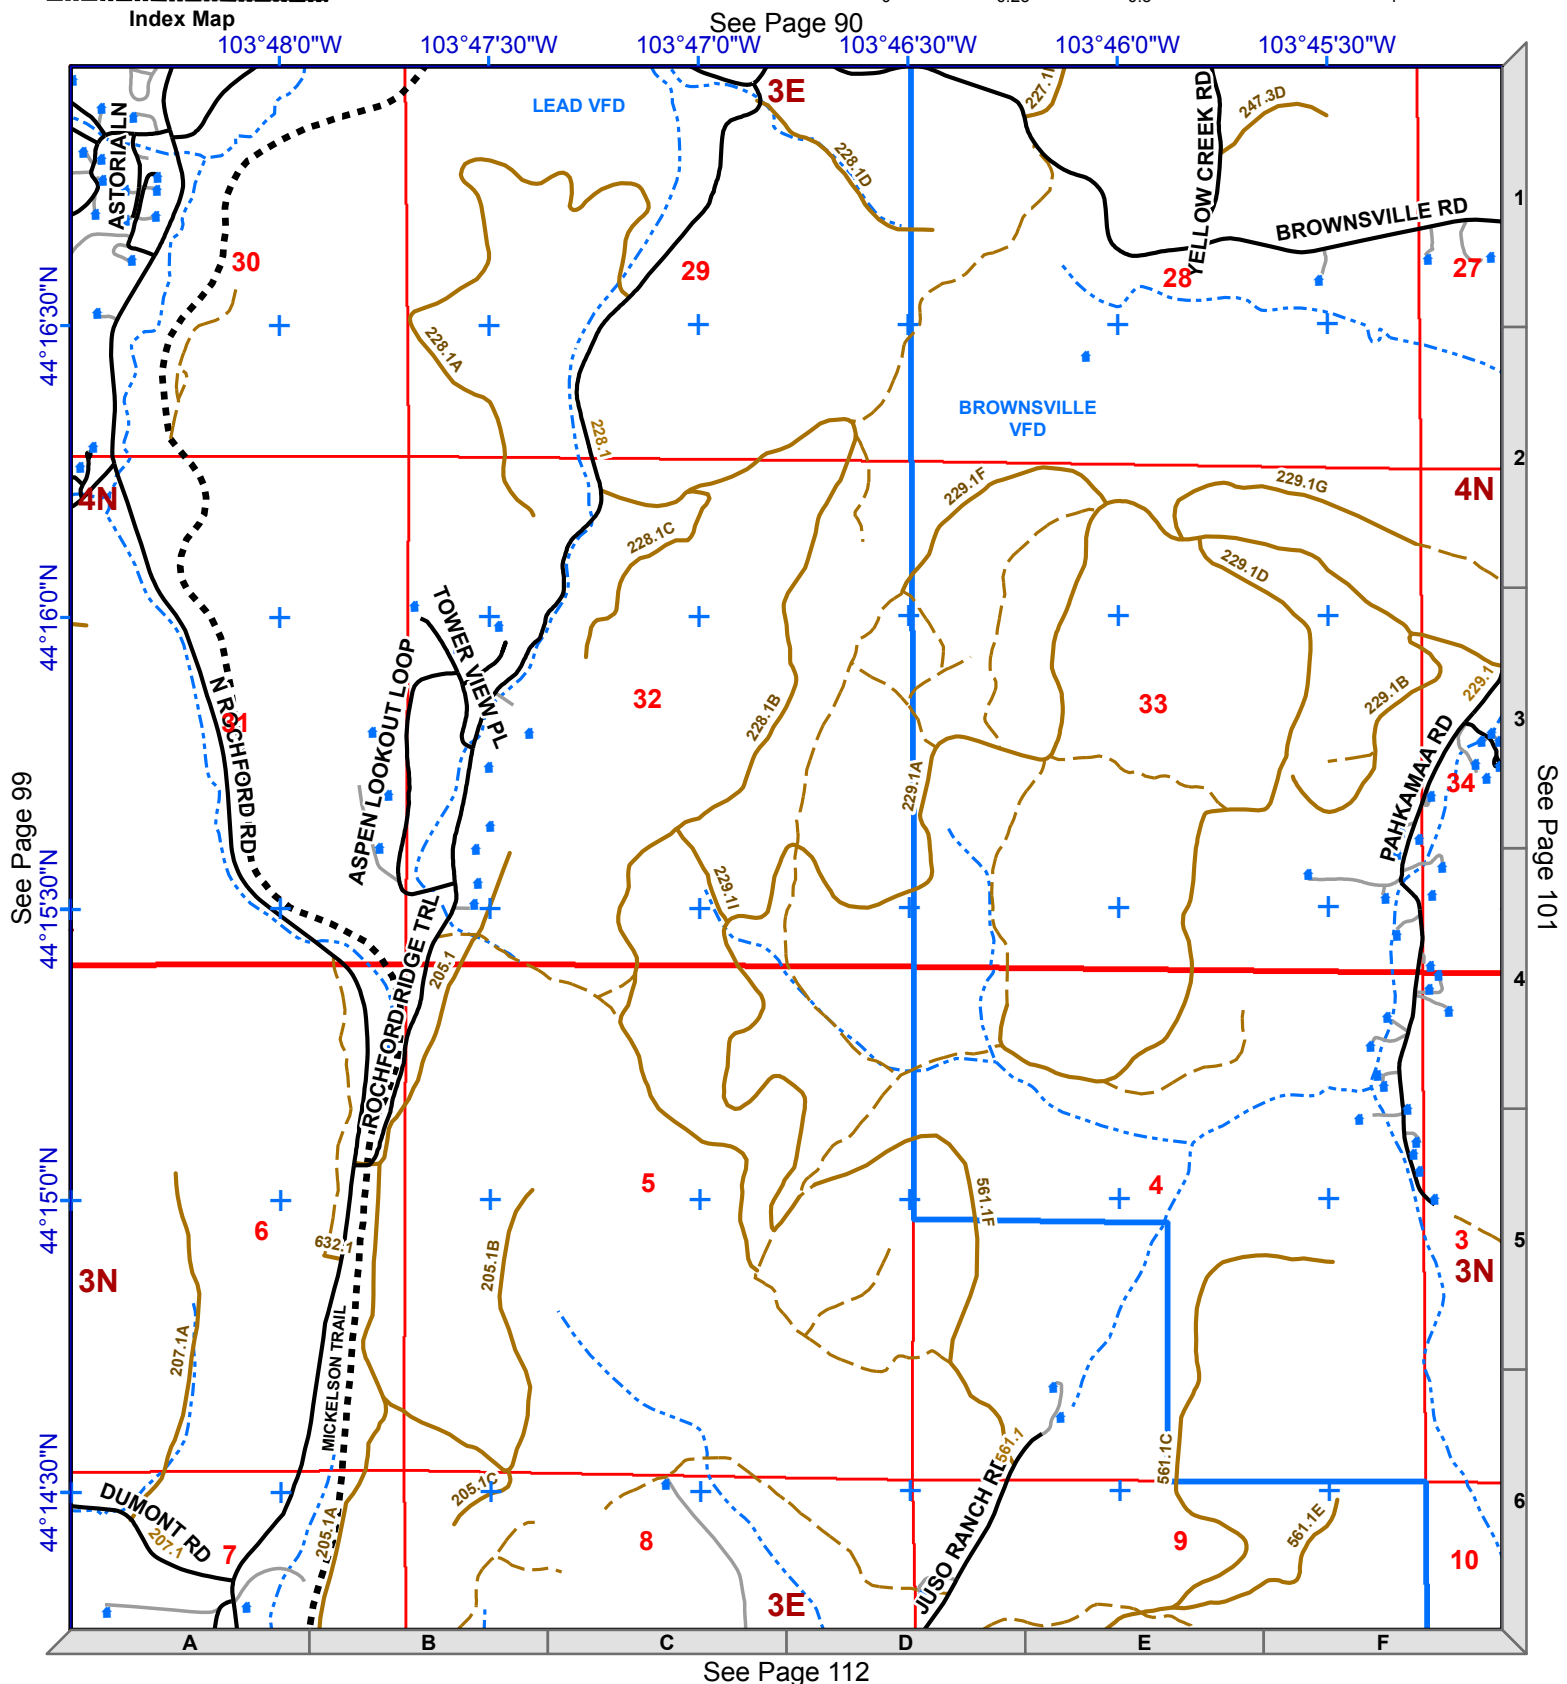 Index Map
See Page 90
103°48'0"W
103°47'30"W
103°47'0"W
103°46'30"W
103°46'0"W
103°45'30"W
3E
LEAD VFD
227.1
247.3D
ASTORIA LN
228.1D
YELLOW CREEK RD
BROWNSVILLE RD
1
30
29
28
27
44°16'30"N
228.1A
BROWNSVILLE
VFD
228.1
2
4N
4N
229.1F
229.1G
228.1C
229.1D
44°16'0"N
TOWER VIEW PL
ASPEN LOOKOUT LOOP
N ROCHFORD RD
31
32
33
228.1B
229.1B
229.1
3
PAHKAMAA RD
34
See Page 99
See Page 101
229.1A
229.1I
44°15'30"N
RIDGE TRL
205.1
4
ROCHFORD
5
4
44°15'0"N
6
561.1F
632.1
205.1B
3
5
3N
3N
207.1A
MICKELSON TRAIL
561.1
561.1C
205.1C
44°14'30"N
DUMONT RD
207.1
205.1A
7
8
JUSO RANCH RD
9
561.1E
10
6
3E
A
B
C
D
E
F
See Page 112